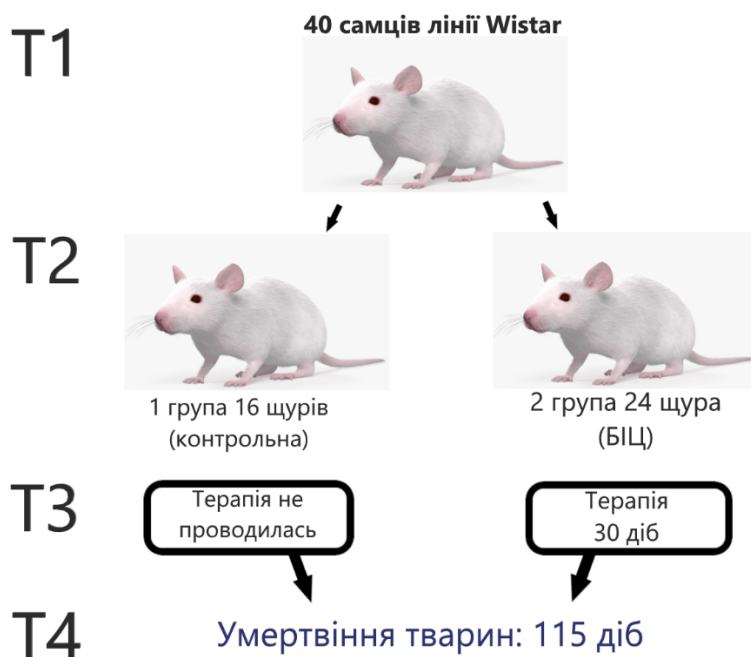 T1
40 самців лінії Wistar
T2
1 група 16 щурів
(контрольна)
2 група 24 щура
(БІЦ)
T3
Терапія не
проводилась
Терапія
30 діб
T4
Умертвіння тварин: 115 діб